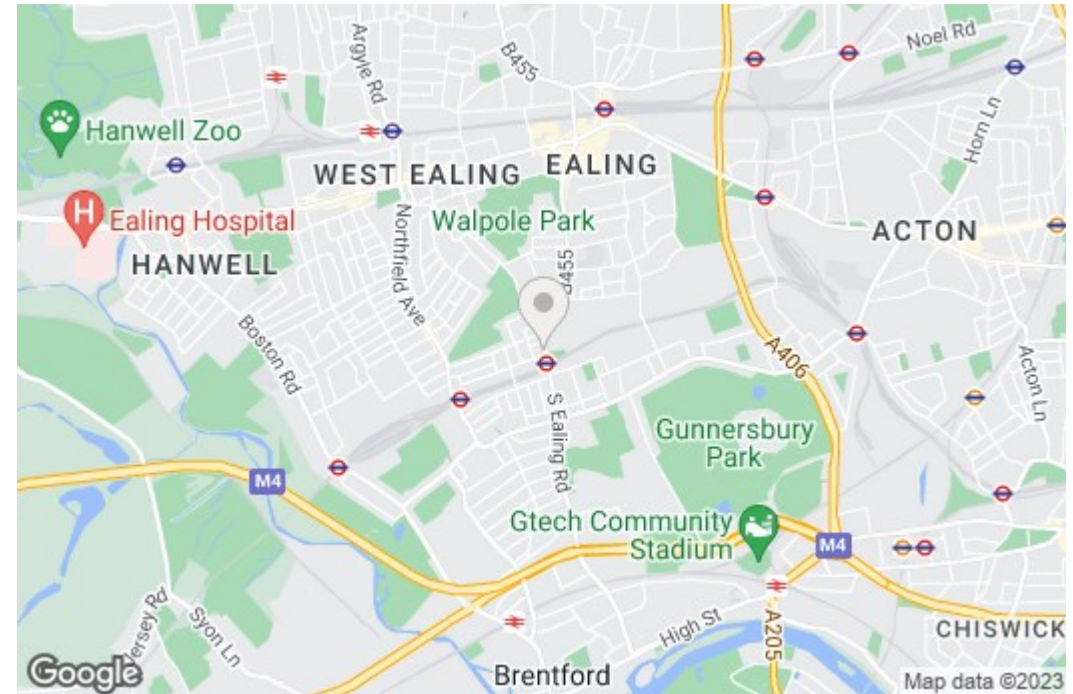 Argyle Rd
B455
Noel Rd
Hanwell Zoo
Horn Ln
WEST EALING
EALING
H
Ealing Hospital
Walpole Park
ACTON
HANWELL
Northfield Ave
B455
Boston Rd
A406
Acton Ln
S Ealing Rd
Gunnersbury
Park
M4
Gtech Community
Stadium
M4
Jersey Rd
Syon Ln
High St
A205
CHISWICK
Brentford
Google
Map data ©2023